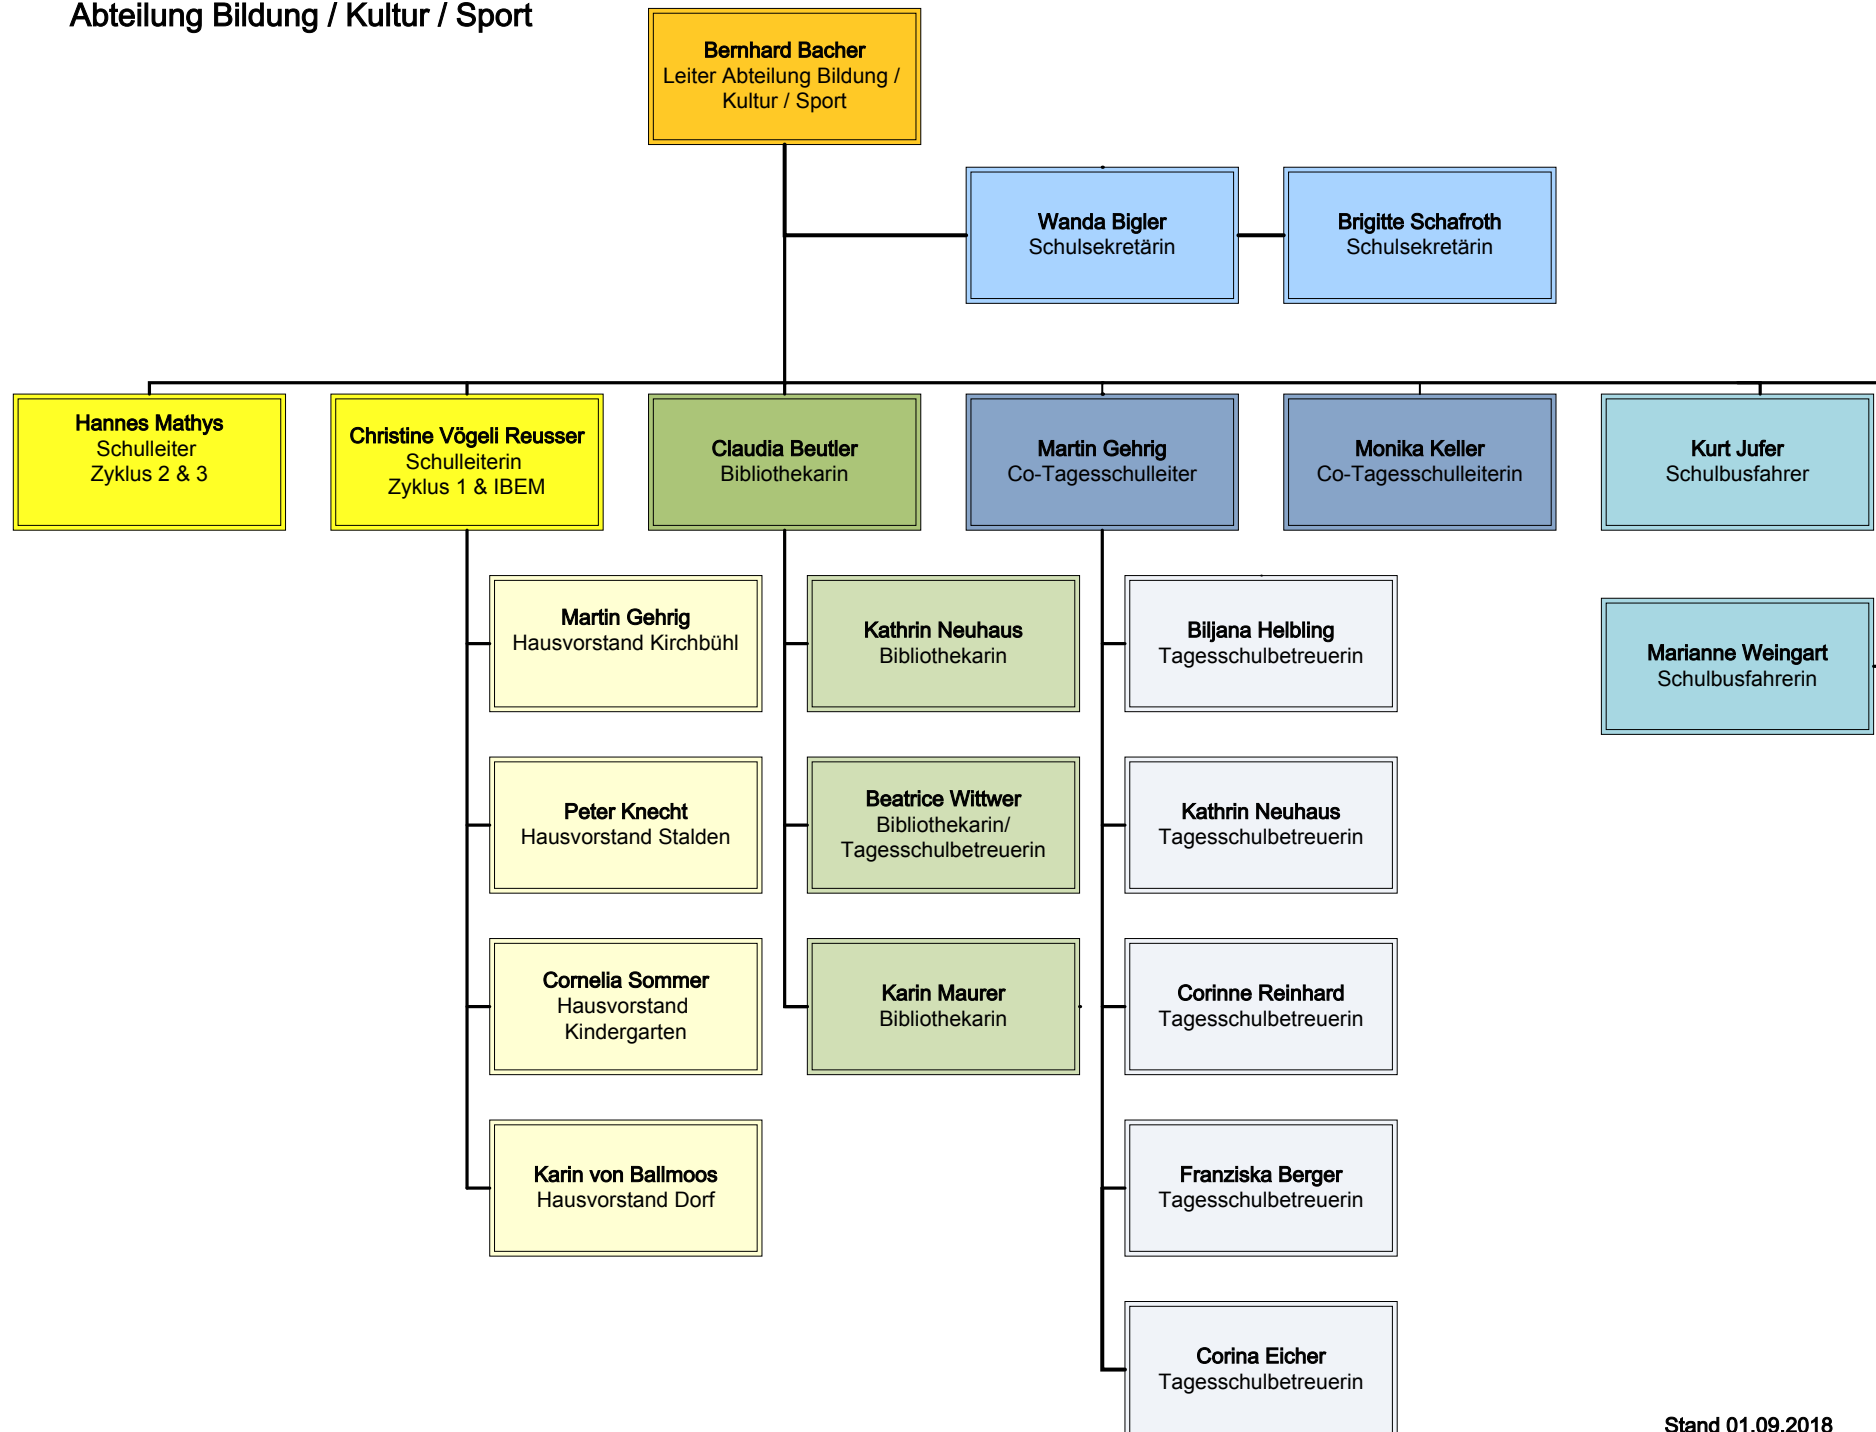 Abteilung Bildung / Kultur / Sport
Bernhard Bacher
Leiter Abteilung Bildung /
Kultur / Sport
Wanda Bigler
Schulsekretärin
Brigitte Schafroth
Schulsekretärin
Hannes Mathys
Schulleiter
Zyklus 2 & 3
Christine Vögeli Reusser
Schulleiterin
Zyklus 1 & IBEM
Claudia Beutler
Bibliothekarin
Martin Gehrig
Co-Tagesschulleiter
Monika Keller
Co-Tagesschulleiterin
Kurt Jufer
Schulbusfahrer
Martin Gehrig
Hausvorstand Kirchbühl
Kathrin Neuhaus
Bibliothekarin
Biljana Helbling
Tagesschulbetreuerin
Marianne Weingart
Schulbusfahrerin
Peter Knecht
Hausvorstand Stalden
Beatrice Wittwer
Bibliothekarin/
Tagesschulbetreuerin
Kathrin Neuhaus
Tagesschulbetreuerin
Cornelia Sommer
Hausvorstand
Kindergarten
Karin Maurer
Bibliothekarin
Corinne Reinhard
Tagesschulbetreuerin
Karin von Ballmoos
Hausvorstand Dorf
Franziska Berger
Tagesschulbetreuerin
Corina Eicher
Tagesschulbetreuerin
Stand 01.09.2018